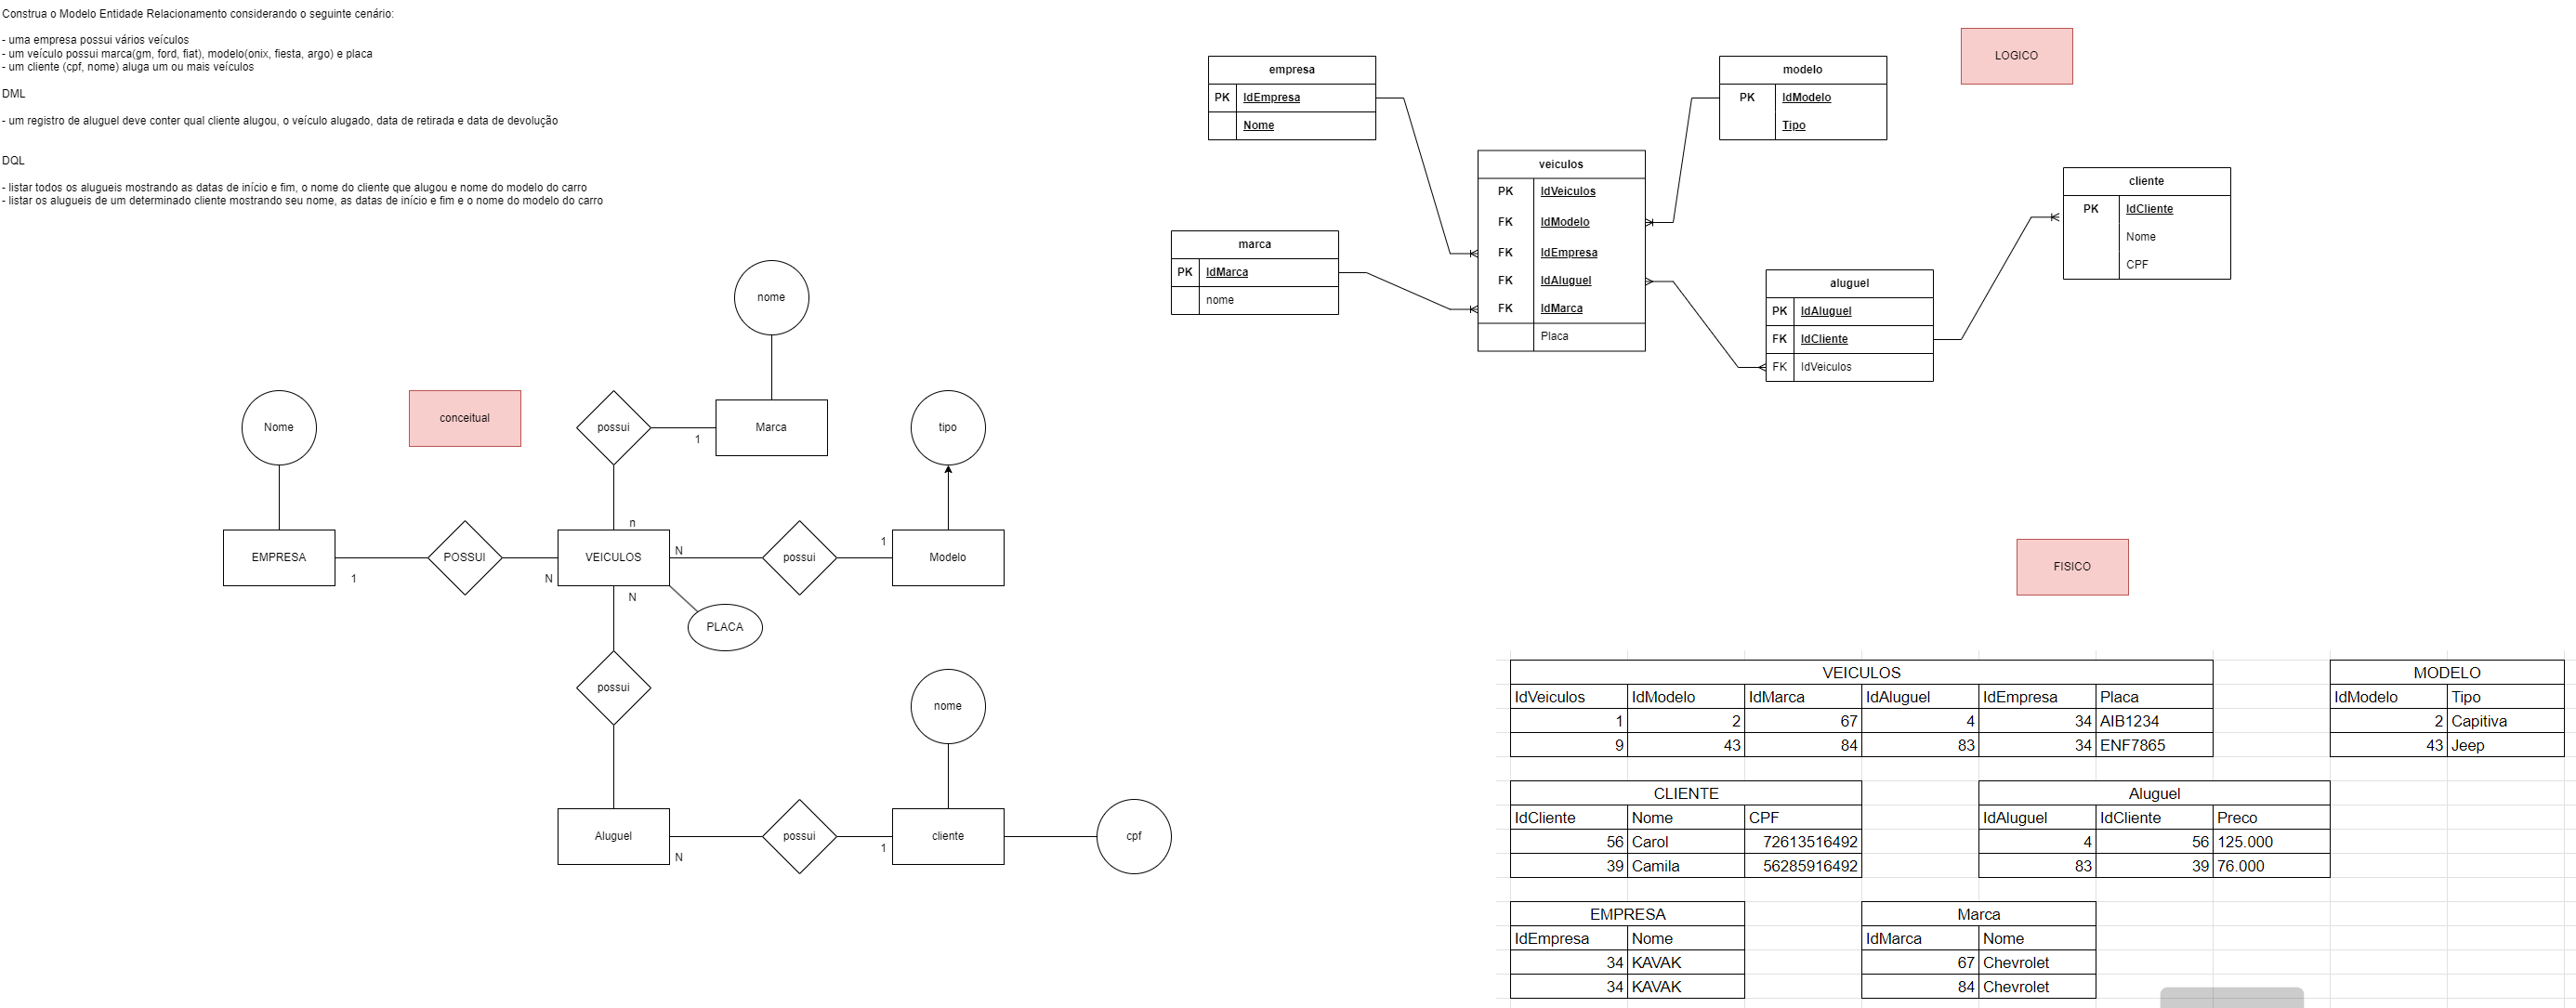 Construa o Modelo Entidade Relacionamento considerando o seguinte cenário:
- uma empresa possui vários veículos
- um veículo possui marca(gm, ford, fiat), modelo(onix, fiesta, argo) e placa
- um cliente (cpf, nome) aluga um ou mais veículos
DML
- um registro de aluguel deve conter qual cliente alugou, o veículo alugado, data de retirada e data de devolução
DQL
- listar todos os alugueis mostrando as datas de início e fim, o nome do cliente que alugou e nome do modelo do carro
- listar os alugueis de um determinado cliente mostrando seu nome, as datas de início e fim e o nome do modelo do carro
conceitual
nome
Nome
possui
1
Marca
tipo
n
EMPRESA
1
POSSUI
N
VEICULOS
N
possui
1
Modelo
N
PLACA
possui
nome
Aluguel
N
possui
1
cliente
cpf
LOGICO
empresa
PK IdEmpresa
Nome
modelo
PK IdModelo
Tipo
veiculos
PK IdVeiculos
FK IdModelo
FK IdEmpresa
FK IdAluguel
FK IdMarca
Placa
marca
PK IdMarca
nome
cliente
PK IdCliente
Nome
CPF
aluguel
PK IdAluguel
FK IdCliente
FK IdVeiculos
FISICO
VEICULOS
IdVeiculos IdModelo IdMarca IdAluguel IdEmpresa Placa
1 2 67 4 34 AIB1234
9 43 84 83 34 ENF7865
MODELO
IdModelo Tipo
2 Capitiva
43 Jeep
CLIENTE
IdCliente Nome CPF
56 Carol 72613516492
39 Camila 56285916492
Aluguel
IdAluguel IdCliente Preco
4 56 125.000
83 39 76.000
EMPRESA
IdEmpresa Nome
34 KAVAK
34 KAVAK
Marca
IdMarca Nome
67 Chevrolet
84 Chevrolet